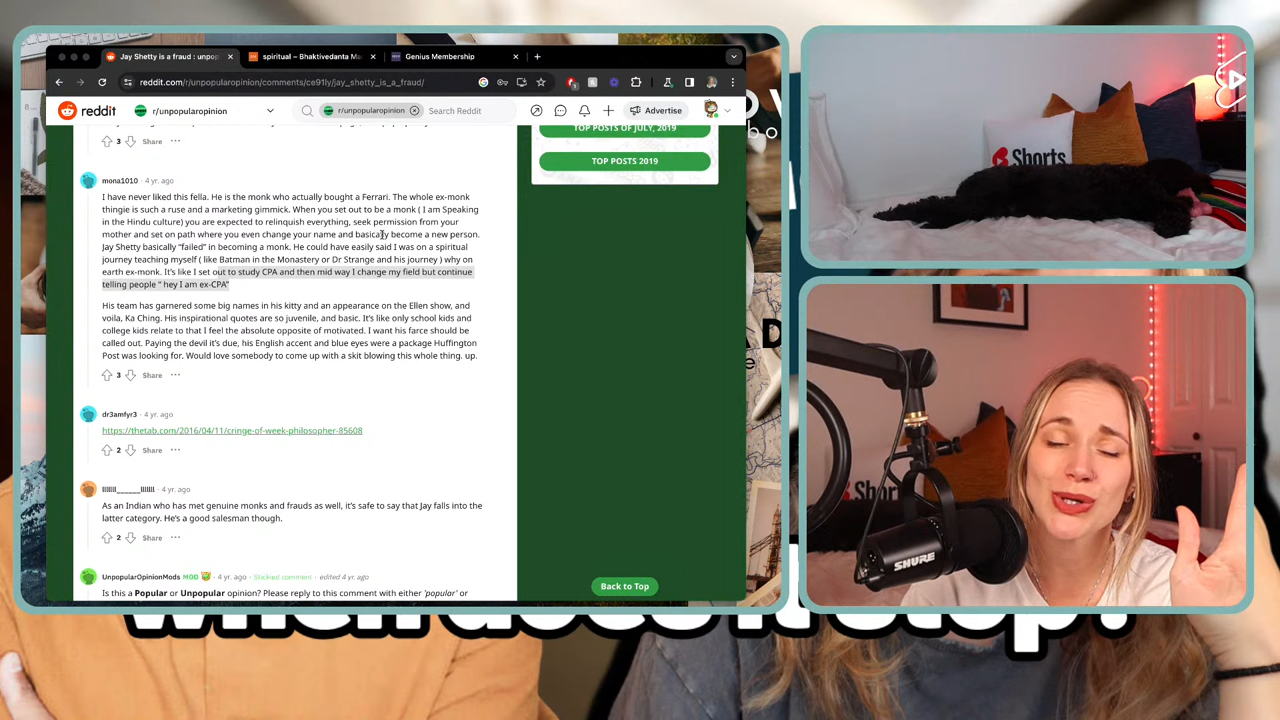 Jay Shetty is a fraud : unpop
spiritual – Bhaktivedanta Ma
Genius Membership
reddit.com/r/unpopularopinion/comments/ce91ly/jay_shetty_is_a_fraud/
reddit
r/unpopularopinion
r/unpopularopinion
Search Reddit
Advertise
TOP POSTS OF JULY, 2019
TOP POSTS 2019
3 Share
mona1010 · 4 yr. ago
I have never liked this fella. He is the monk who actually bought a Ferrari. The whole ex-monk
thingie is such a ruse and a marketing gimmick. When you set out to be a monk ( I am Speaking
in the Hindu culture) you are expected to relinquish everything, seek permission from your
mother and set on path where you even change your name and basically become a new person.
Jay Shetty basically “failed” in becoming a monk. He could have easily said I was on a spiritual
journey teaching myself ( like Batman in the Monastery or Dr Strange and his journey ) why on
earth ex-monk. It’s like I set out to study CPA and then mid way I change my field but continue
telling people “ hey I am ex-CPA”
His team has garnered some big names in his kitty and an appearance on the Ellen show, and
voila, Ka Ching. His inspirational quotes are so juvenile, and basic. It’s like only school kids and
college kids relate to that I feel the absolute opposite of motivated. I want his farce should be
called out. Paying the devil it’s due, his English accent and blue eyes were a package Huffington
Post was looking for. Would love somebody to come up with a skit blowing this whole thing. up.
3 Share
dr3amfyr3 · 4 yr. ago
https://thetab.com/2016/04/11/cringe-of-week-philosopher-85608
2 Share
4 yr. ago
As an Indian who has met genuine monks and frauds as well, it’s safe to say that Jay falls into the
latter category. He’s a good salesman though.
2 Share
UnpopularOpinionMods MOD · 4 yr. ago · Stickied comment · edited 4 yr. ago
Is this a Popular or Unpopular opinion? Please reply to this comment with either 'popular' or
Back to Top
Shorts
SHURE
when does it stop?